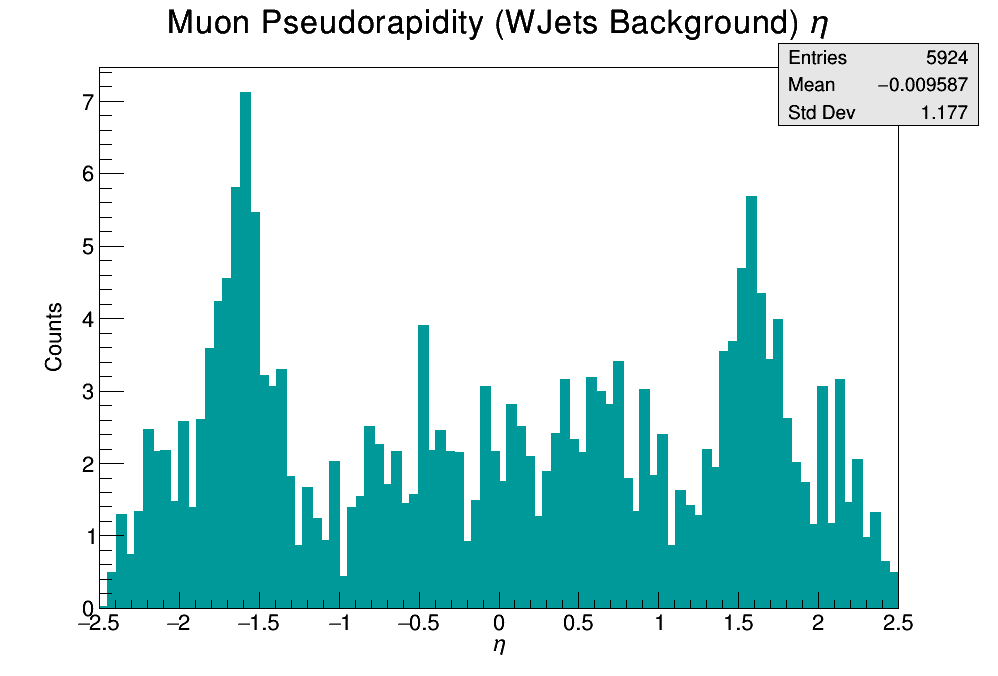 Muon Pseudorapidity (WJets Background) η
Entries 5924
Mean −0.009587
Std Dev 1.177
Counts
7
6
5
4
3
2
1
0
−2.5 −2 −1.5 −1 −0.5 0 0.5 1 1.5 2 2.5
η